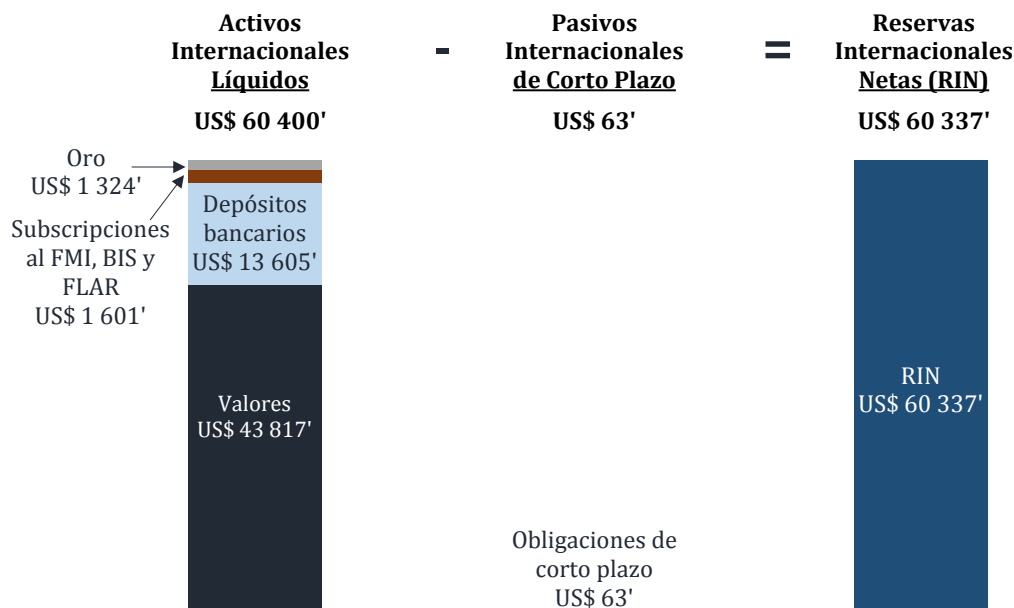 Activos
Internacionales
Líquidos
US$ 60 400'
-
Pasivos
Internacionales
de Corto Plazo
US$ 63'
=
Reservas
Internacionales
Netas (RIN)
US$ 60 337'
Oro
US$ 1 324'
Subscripciones
al FMI, BIS y
FLAR
US$ 1 601'
Depósitos
bancarios
US$ 13 605'
Valores
US$ 43 817'
Obligaciones de
corto plazo
US$ 63'
RIN
US$ 60 337'